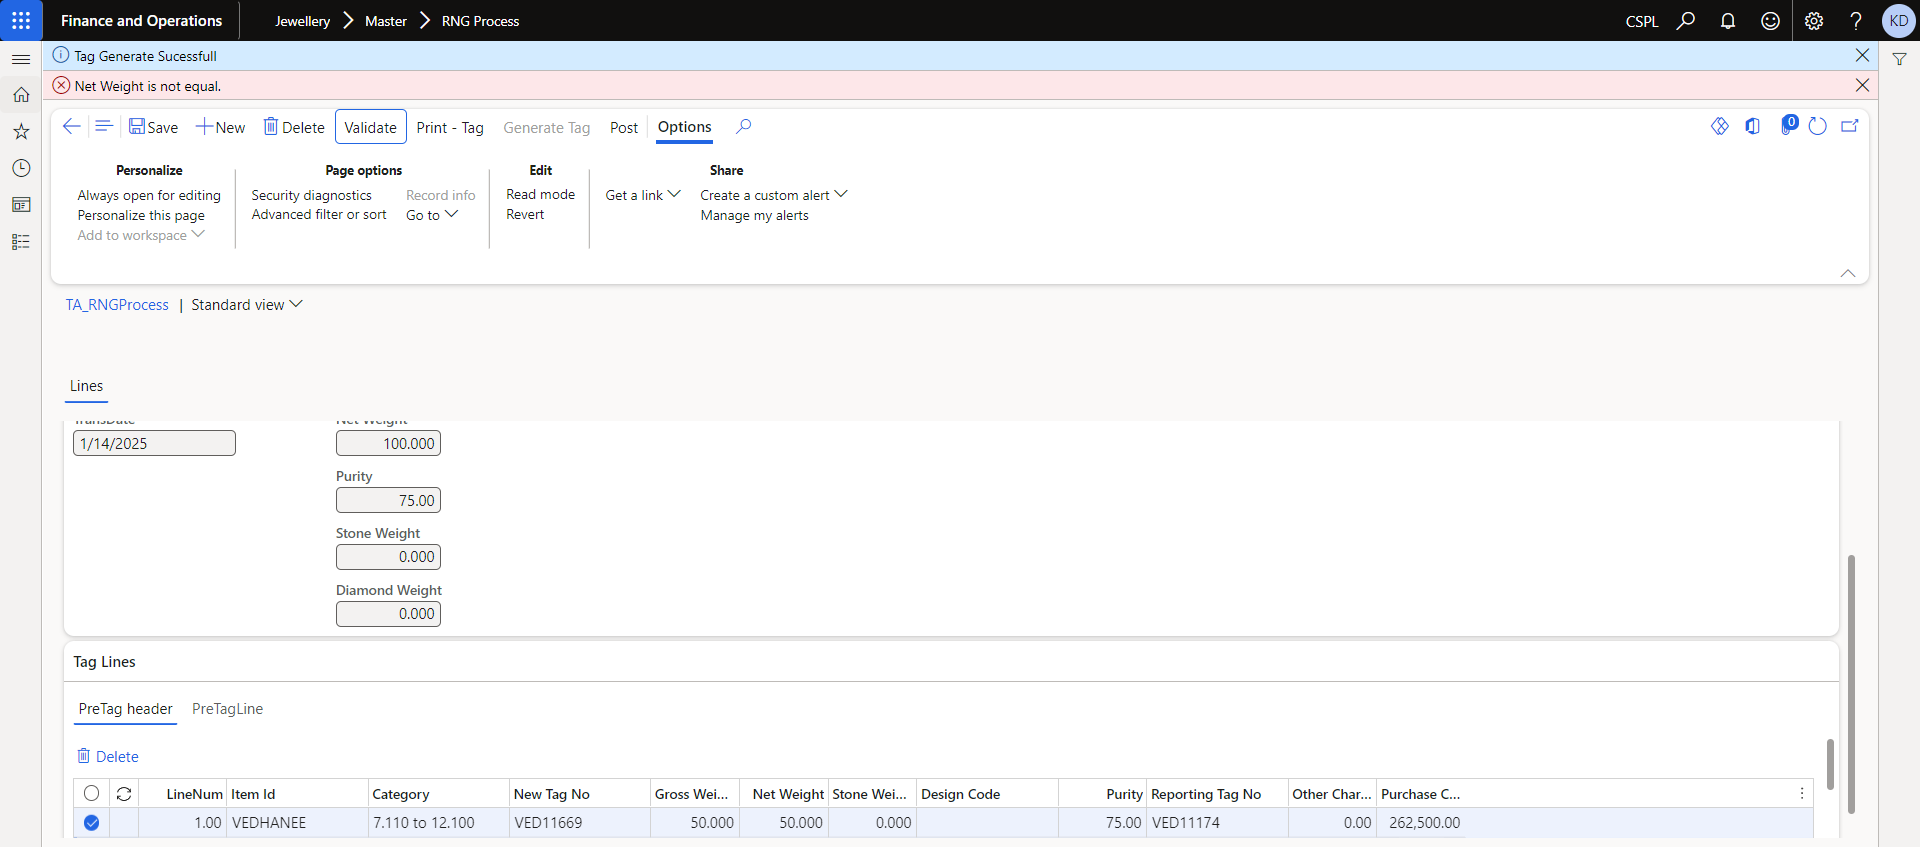 Finance and Operations
Jewellery
Master
RNG Process
CSPL
KD
Tag Generate Sucessfull
Net Weight is not equal.
Save
New
Delete
Validate
Print - Tag
Generate Tag
Post
Options
0
Personalize
Always open for editing
Personalize this page
Add to workspace
Page options
Security diagnostics
Record info
Advanced filter or sort
Go to
Edit
Read mode
Revert
Share
Get a link
Create a custom alert
Manage my alerts
TA_RNGProcess | Standard view
Lines
TransDate
1/14/2025
Net Weight
100.000
Purity
75.00
Stone Weight
0.000
Diamond Weight
0.000
Tag Lines
PreTag header
PreTagLine
Delete
LineNum Item Id Category New Tag No Gross Wei... Net Weight Stone Wei... Design Code Purity Reporting Tag No Other Char... Purchase C...
1.00 VEDHANEE 7.110 to 12.100 VED11669 50.000 50.000 0.000 75.00 VED11174 0.00 262,500.00